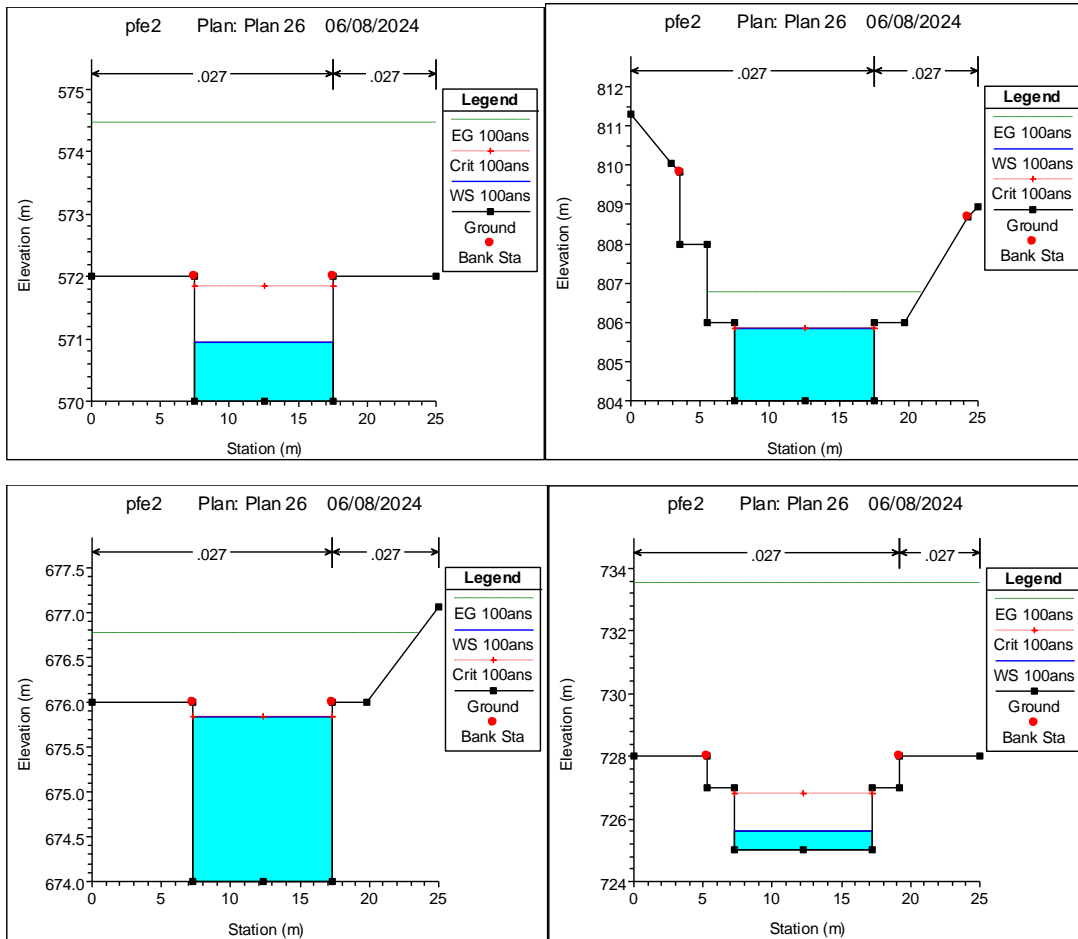 pfe2 Plan: Plan 26 06/08/2024
.027 .027
575
574
573
572
571
570
0 5 10 15 20 25
Elevation (m)
Station (m)
Legend
EG 100ans
Crit 100ans
WS 100ans
Ground
Bank Sta
pfe2 Plan: Plan 26 06/08/2024
.027 .027
812
811
810
809
808
807
806
805
804
0 5 10 15 20 25
Elevation (m)
Station (m)
Legend
EG 100ans
WS 100ans
Crit 100ans
Ground
Bank Sta
pfe2 Plan: Plan 26 06/08/2024
.027 .027
677.5
677.0
676.5
676.0
675.5
675.0
674.5
674.0
0 5 10 15 20 25
Elevation (m)
Station (m)
Legend
EG 100ans
WS 100ans
Crit 100ans
Ground
Bank Sta
pfe2 Plan: Plan 26 06/08/2024
.027 .027
734
732
730
728
726
724
0 5 10 15 20 25
Elevation (m)
Station (m)
Legend
EG 100ans
Crit 100ans
WS 100ans
Ground
Bank Sta